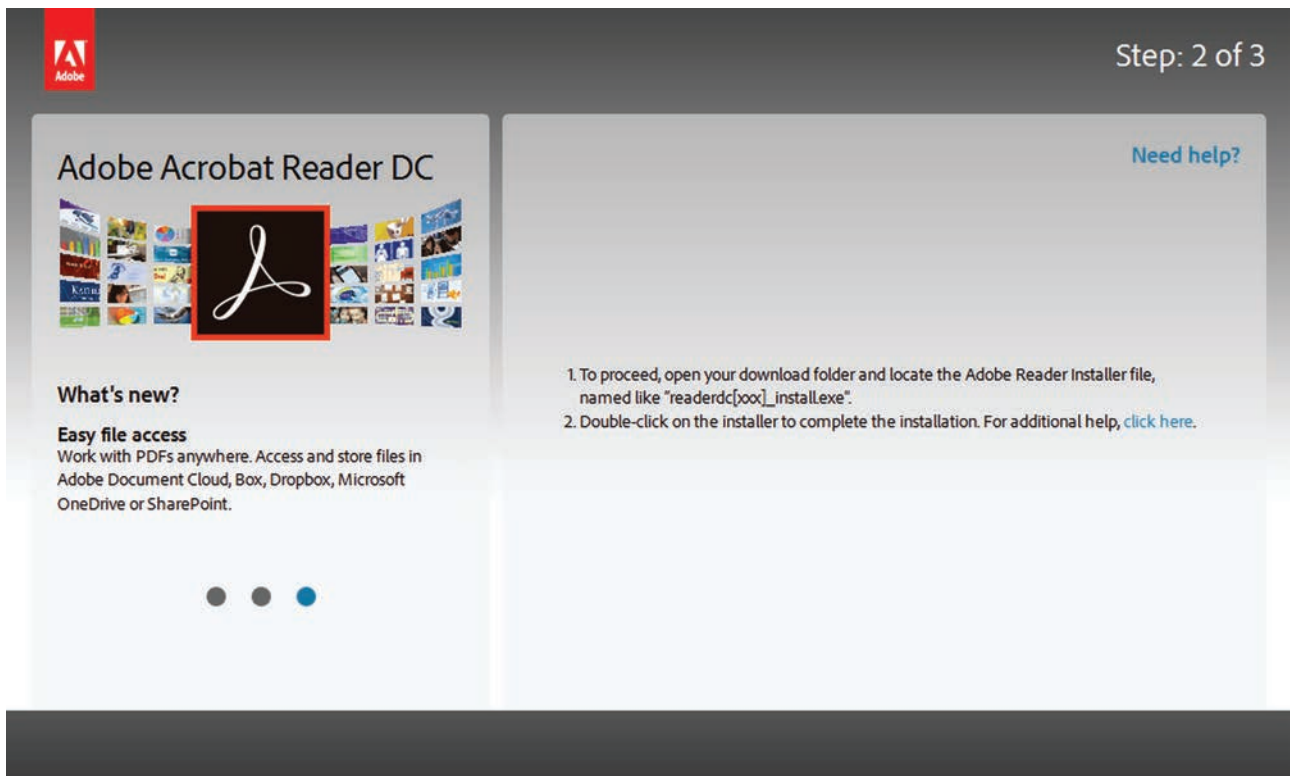 Adobe
Step: 2 of 3
Adobe Acrobat Reader DC
What's new?
Easy file access
Work with PDFs anywhere. Access and store files in
Adobe Document Cloud, Box, Dropbox, Microsoft
OneDrive or SharePoint.
Need help?
1. To proceed, open your download folder and locate the Adobe Reader Installer file,
named like "readerdc[xxx]_install.exe".
2. Double-click on the installer to complete the installation. For additional help, click here.